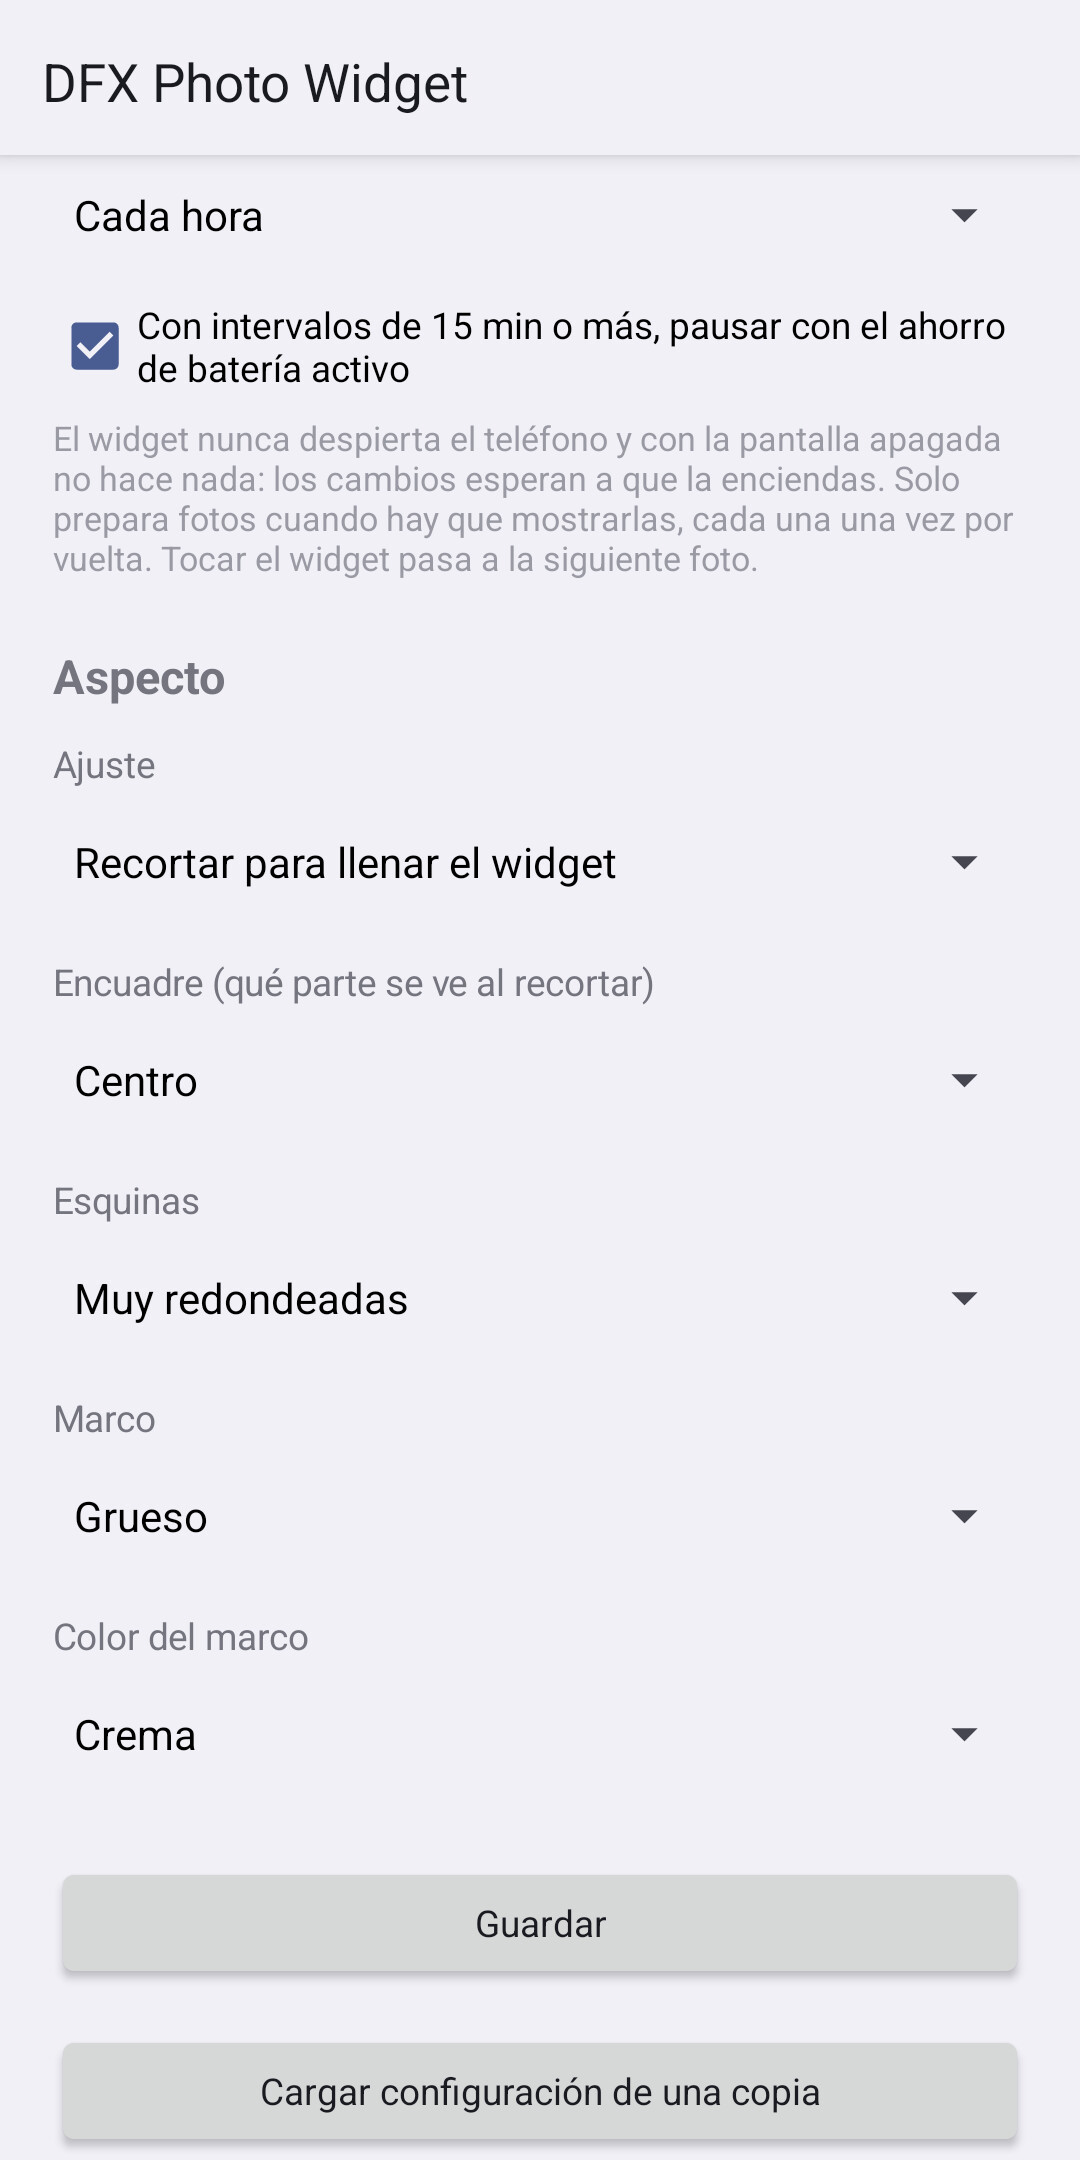 DFX Photo Widget
Cada hora
Con intervalos de 15 min o más, pausar con el ahorro
de batería activo
El widget nunca despierta el teléfono y con la pantalla apagada
no hace nada: los cambios esperan a que la enciendas. Solo
prepara fotos cuando hay que mostrarlas, cada una una vez por
vuelta. Tocar el widget pasa a la siguiente foto.
Aspecto
Ajuste
Recortar para llenar el widget
Encuadre (qué parte se ve al recortar)
Centro
Esquinas
Muy redondeadas
Marco
Grueso
Color del marco
Crema
Guardar
Cargar configuración de una copia